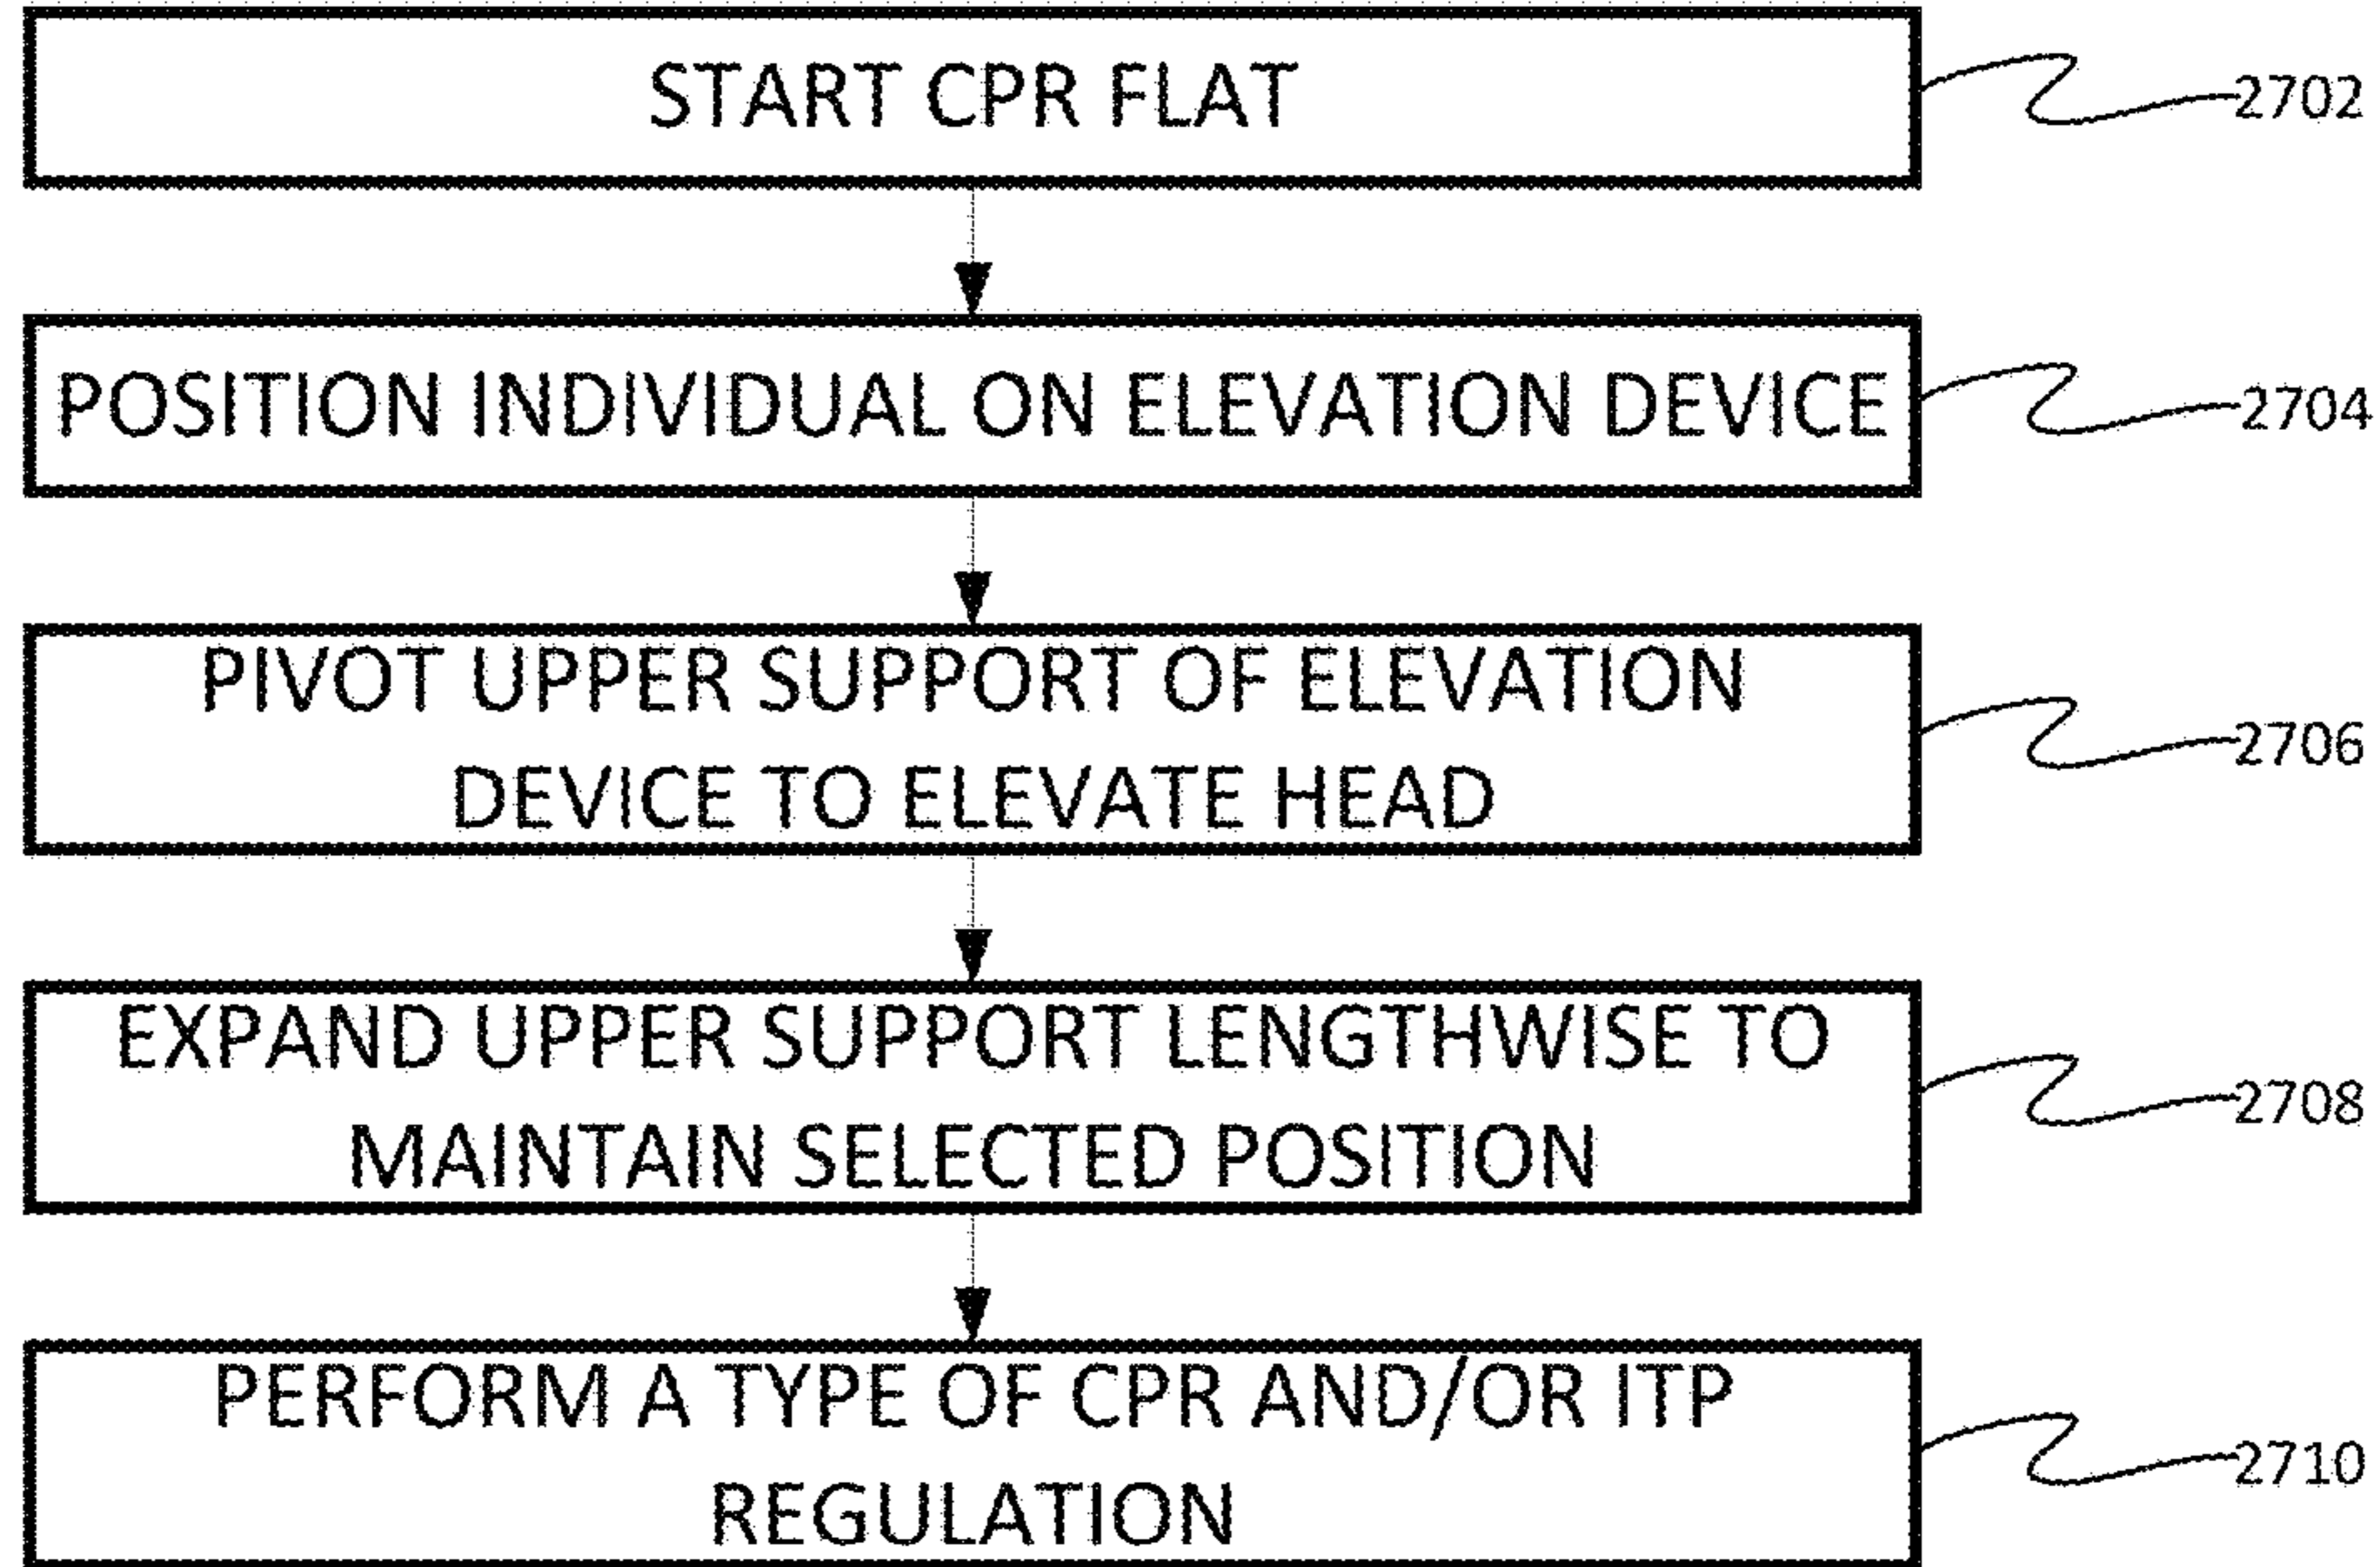 START CPR FLAT
2702
POSITION INDIVIDUAL ON ELEVATION DEVICE
2704
PIVOT UPPER SUPPORT OF ELEVATION
DEVICE TO ELEVATE HEAD
2706
EXPAND UPPER SUPPORT LENGTHWISE TO
MAINTAIN SELECTED POSITION
2708
PERFORM A TYPE OF CPR AND/OR ITP
REGULATION
2710